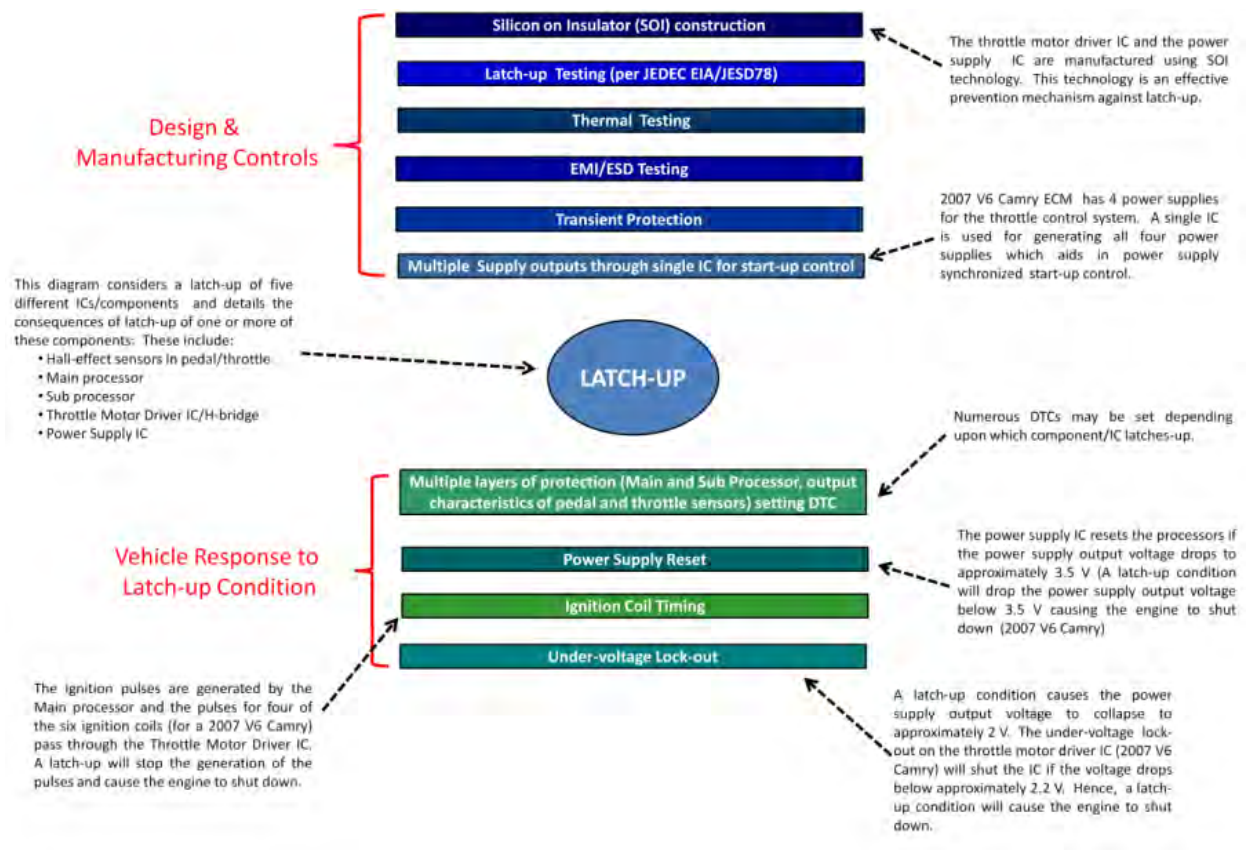 Silicon on Insulator (SOI) construction
Latch-up Testing (per JEDEC EIA/JESD78)
Thermal Testing
EMI/ESD Testing
Transient Protection
Multiple Supply outputs through single IC for start-up control
Design &
Manufacturing Controls
The throttle motor driver IC and the power
supply IC are manufactured using SOI
technology. This technology is an effective
prevention mechanism against latch-up.
2007 V6 Camry ECM has 4 power supplies
for the throttle control system. A single IC
is used for generating all four power
supplies which aids in power supply
synchronized start-up control.
This diagram considers a latch-up of five
different ICs/components and details the
consequences of latch-up of one or more of
these components. These include:
• Hall-effect sensors in pedal/throttle
• Main processor
• Sub processor
• Throttle Motor Driver IC/H-bridge
• Power Supply IC
LATCH-UP
Numerous DTCs may be set depending
upon which component/IC latches-up.
Multiple layers of protection (Main and Sub Processor, output
characteristics of pedal and throttle sensors) setting DTC
Power Supply Reset
Ignition Coil Timing
Under-voltage Lock-out
Vehicle Response to
Latch-up Condition
The power supply IC resets the processors if
the power supply output voltage drops to
approximately 3.5 V (A latch-up condition
will drop the power supply output voltage
below 3.5 V causing the engine to shut
down (2007 V6 Camry)
The ignition pulses are generated by the
Main processor and the pulses for four of
the six ignition coils (for a 2007 V6 Camry)
pass through the Throttle Motor Driver IC.
A latch-up will stop the generation of the
pulses and cause the engine to shut down.
A latch-up condition causes the power
supply output voltage to collapse to
approximately 2 V. The under-voltage lock-
out on the throttle motor driver IC (2007 V6
Camry) will shut the IC if the voltage drops
below approximately 2.2 V. Hence, a latch-
up condition will cause the engine to shut
down.